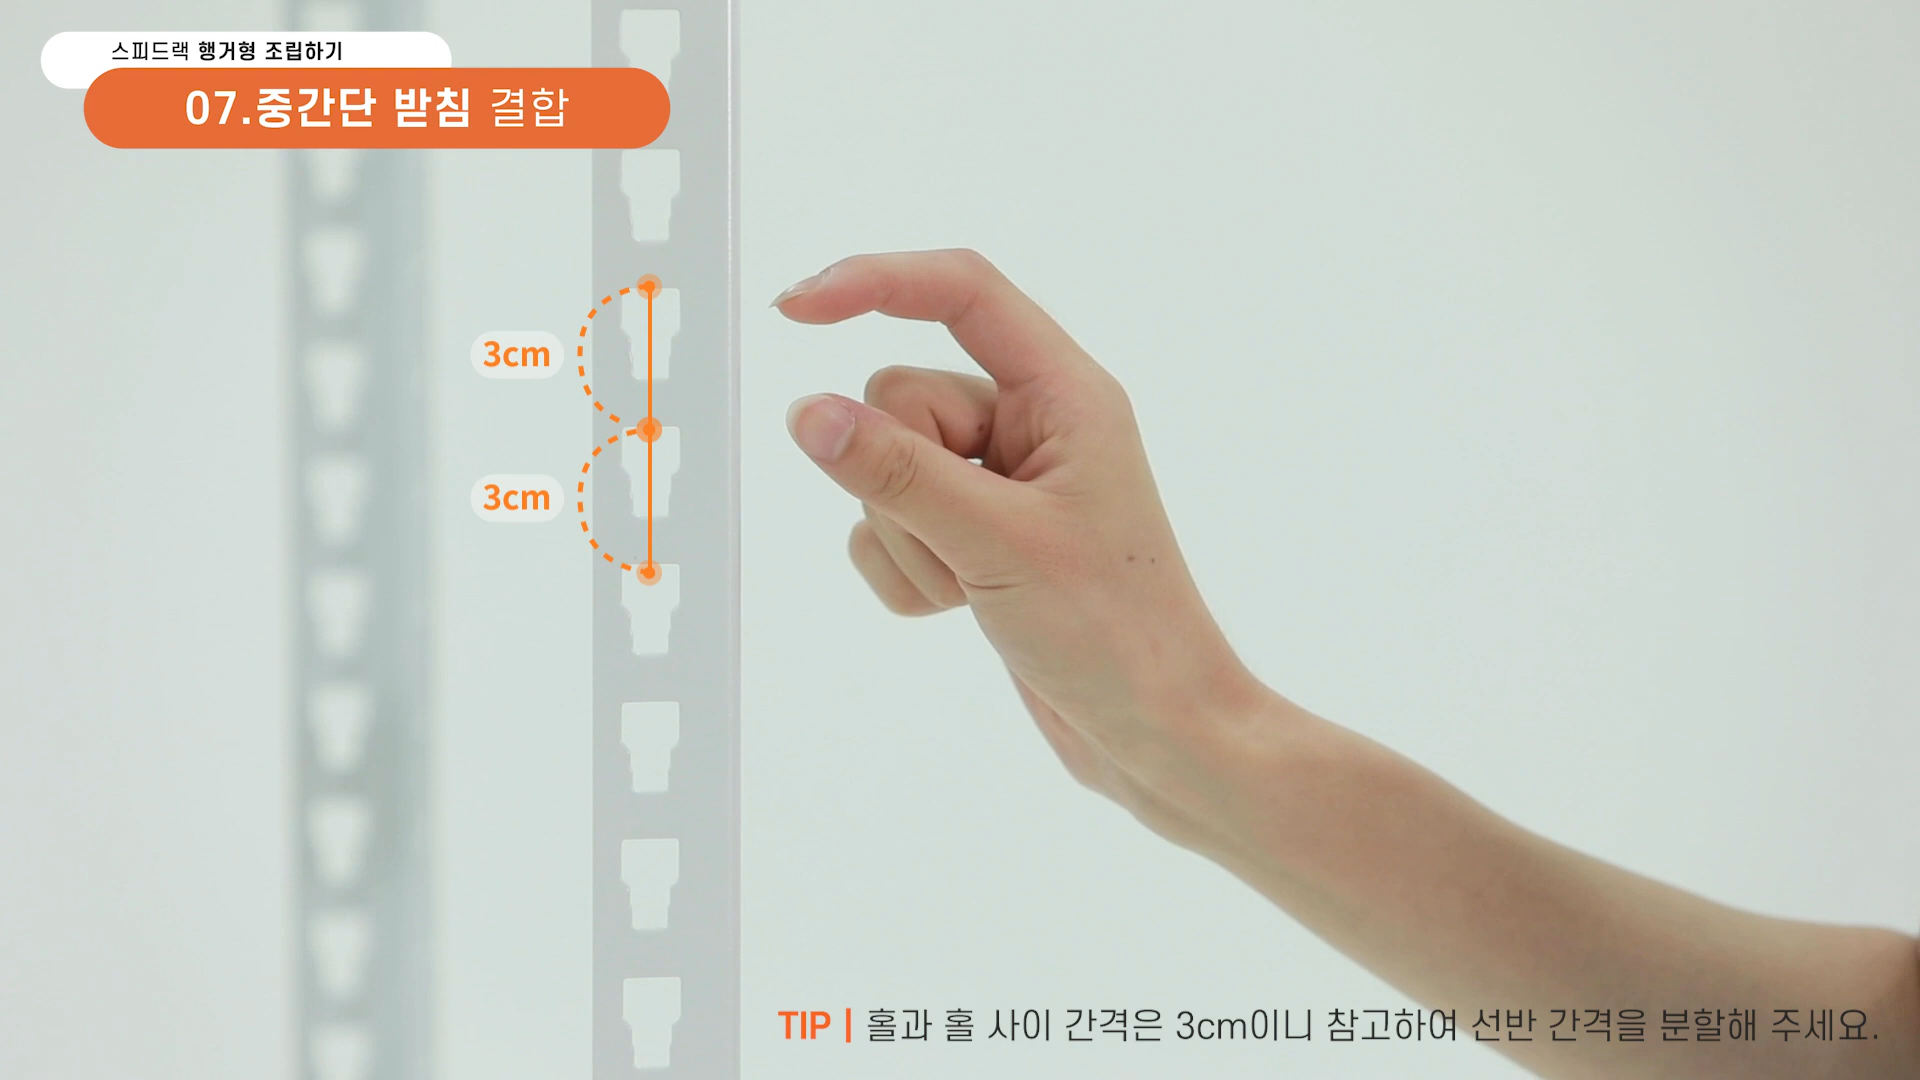 스피드랙 행거형 조립하기
07.중간단 받침 결합
3cm
3cm
TIP | 홀과 홀 사이 간격은 3cm이니 참고하여 선반 간격을 분할해 주세요.